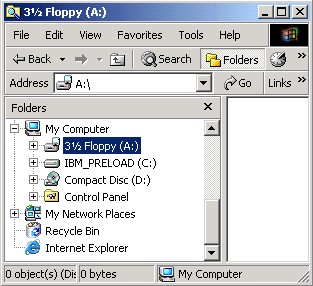 3½ Floppy (A:)
File Edit View Favorites Tools Help
Back Search Folders »
Address A:\ Go Links »
Folders
My Computer
3½ Floppy (A:)
IBM_PRELOAD (C:)
Compact Disc (D:)
Control Panel
My Network Places
Recycle Bin
Internet Explorer
0 object(s) (Dis 0 bytes My Computer